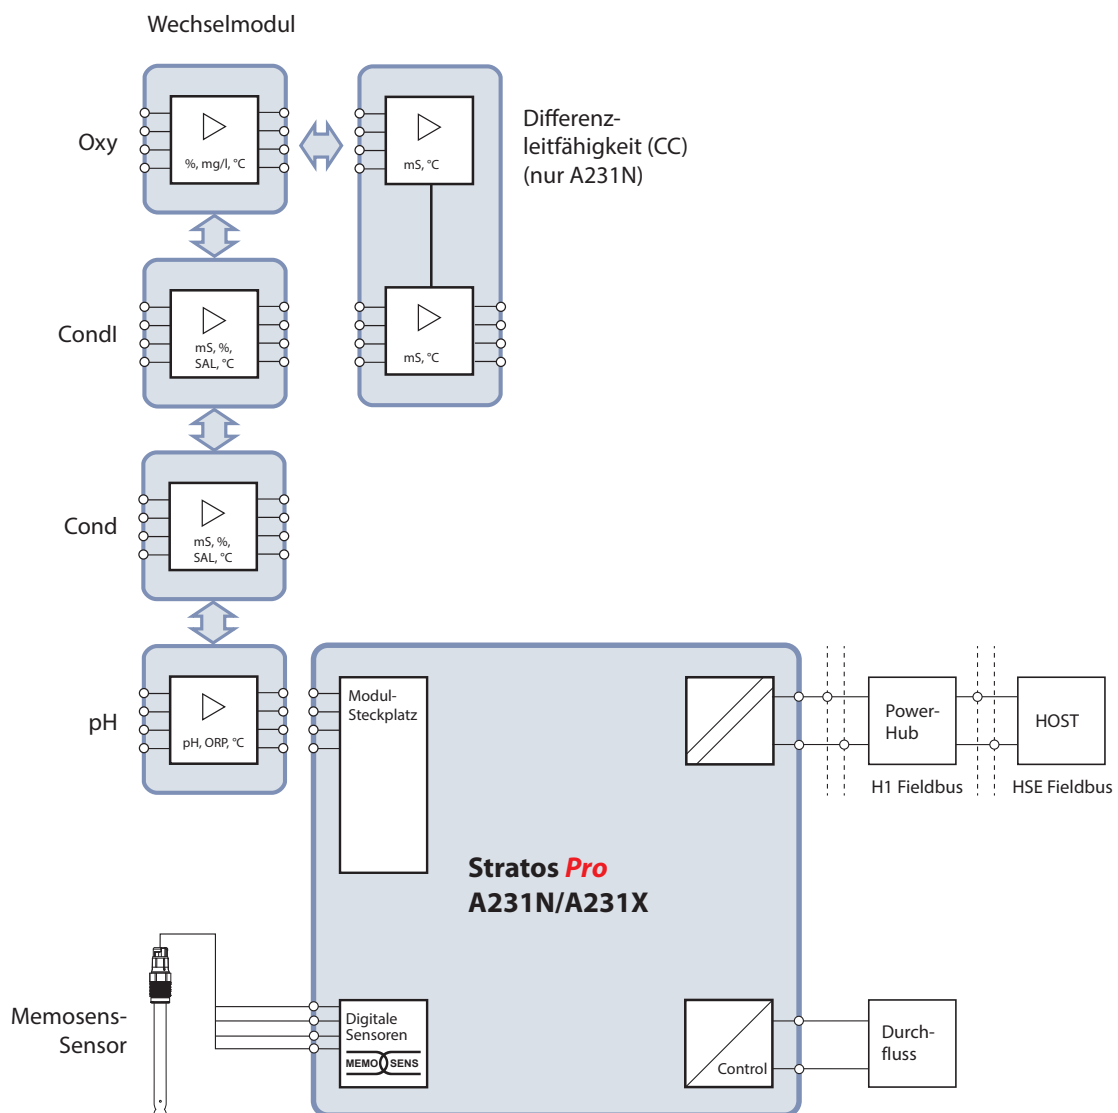 Wechselmodul
Oxy
%, mg/l, °C
mS, °C
Differenz-
leitfähigkeit (CC)
(nur A231N)
CondI
mS, %,
SAL, °C
mS, °C
Cond
mS, %,
SAL, °C
pH
pH, ORP, °C
Modul-
Steckplatz
Power-
Hub
HOST
H1 Fieldbus
HSE Fieldbus
Stratos Pro
A231N/A231X
Memosens-
Sensor
Digitale
Sensoren
MEMO SENS
Control
Durch-
fluss